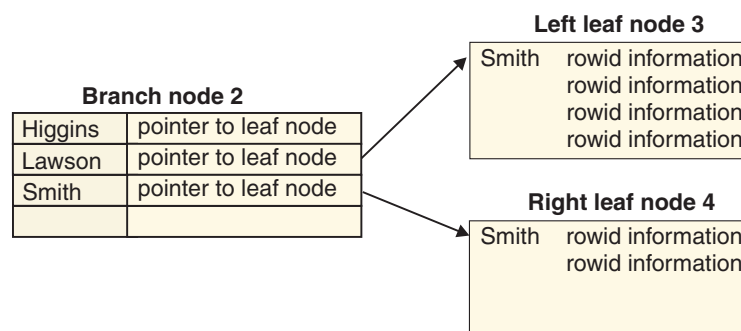 Branch node 2
Higgins pointer to leaf node
Lawson pointer to leaf node
Smith pointer to leaf node
Left leaf node 3
Smith rowid information
rowid information
rowid information
rowid information
Right leaf node 4
Smith rowid information
rowid information